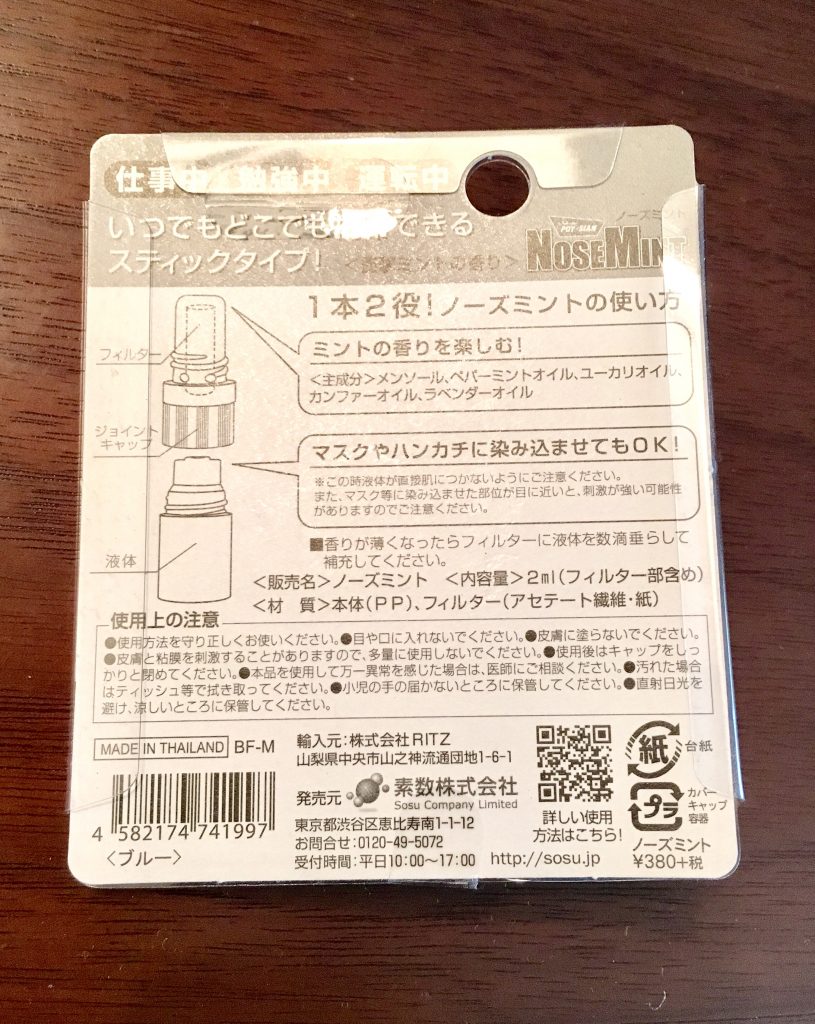 仕事中 勉強中 運転中
いつでもどこでも できる
スティックタイプ！
ミントの香り＞
ノーズミント
POY-SIAN
NOSEMINT
1本2役！ノーズミントの使い方
フィルター
ミントの香りを楽しむ！
＜主成分＞メンソール、ペパーミントオイル、ユーカリオイル、
カンファーオイル、ラベンダーオイル
ジョイント
キャップ
マスクやハンカチに染み込ませてもOK！
※この時液体が直接肌につかないようにご注意ください。
また、マスク等に染み込ませた部位が目に近いと、刺激が強い可能性
がありますのでご注意ください。
液体
■香りが薄くなったらフィルターに液体を数滴垂らして
補充してください。
＜販売名＞ノーズミント ＜内容量＞2ml(フィルター部含め)
＜材 質＞本体(PP)、フィルター(アセテート繊維・紙)
使用上の注意
●使用方法を守り正しくお使いください。●目や口に入れないでください。●皮膚に塗らないでください。
●皮膚と粘膜を刺激することがありますので、多量に使用しないでください。●使用後はキャップをしっ
かりと閉めてください。●本品を使用して万一異常を感じた場合は、医師にご相談ください。●汚れた場合
はティッシュ等で拭き取ってください。●小児の手の届かないところに保管してください。●直射日光を
避け、涼しいところに保管してください。
MADE IN THAILAND BF-M
輸入元：株式会社RITZ
山梨県中央市山之神流通団地1-6-1
発売元 素数株式会社
Sosu Company Limited
東京都渋谷区恵比寿南1-1-12
お問合せ：0120-49-5072
受付時間：平日10:00〜17:00 http://sosu.jp
4 582174 741997
＜ブルー＞
詳しい使用
方法はこちら！
紙
台紙
プラ
カバー
キャップ
容器
ノーズミント
¥380+税